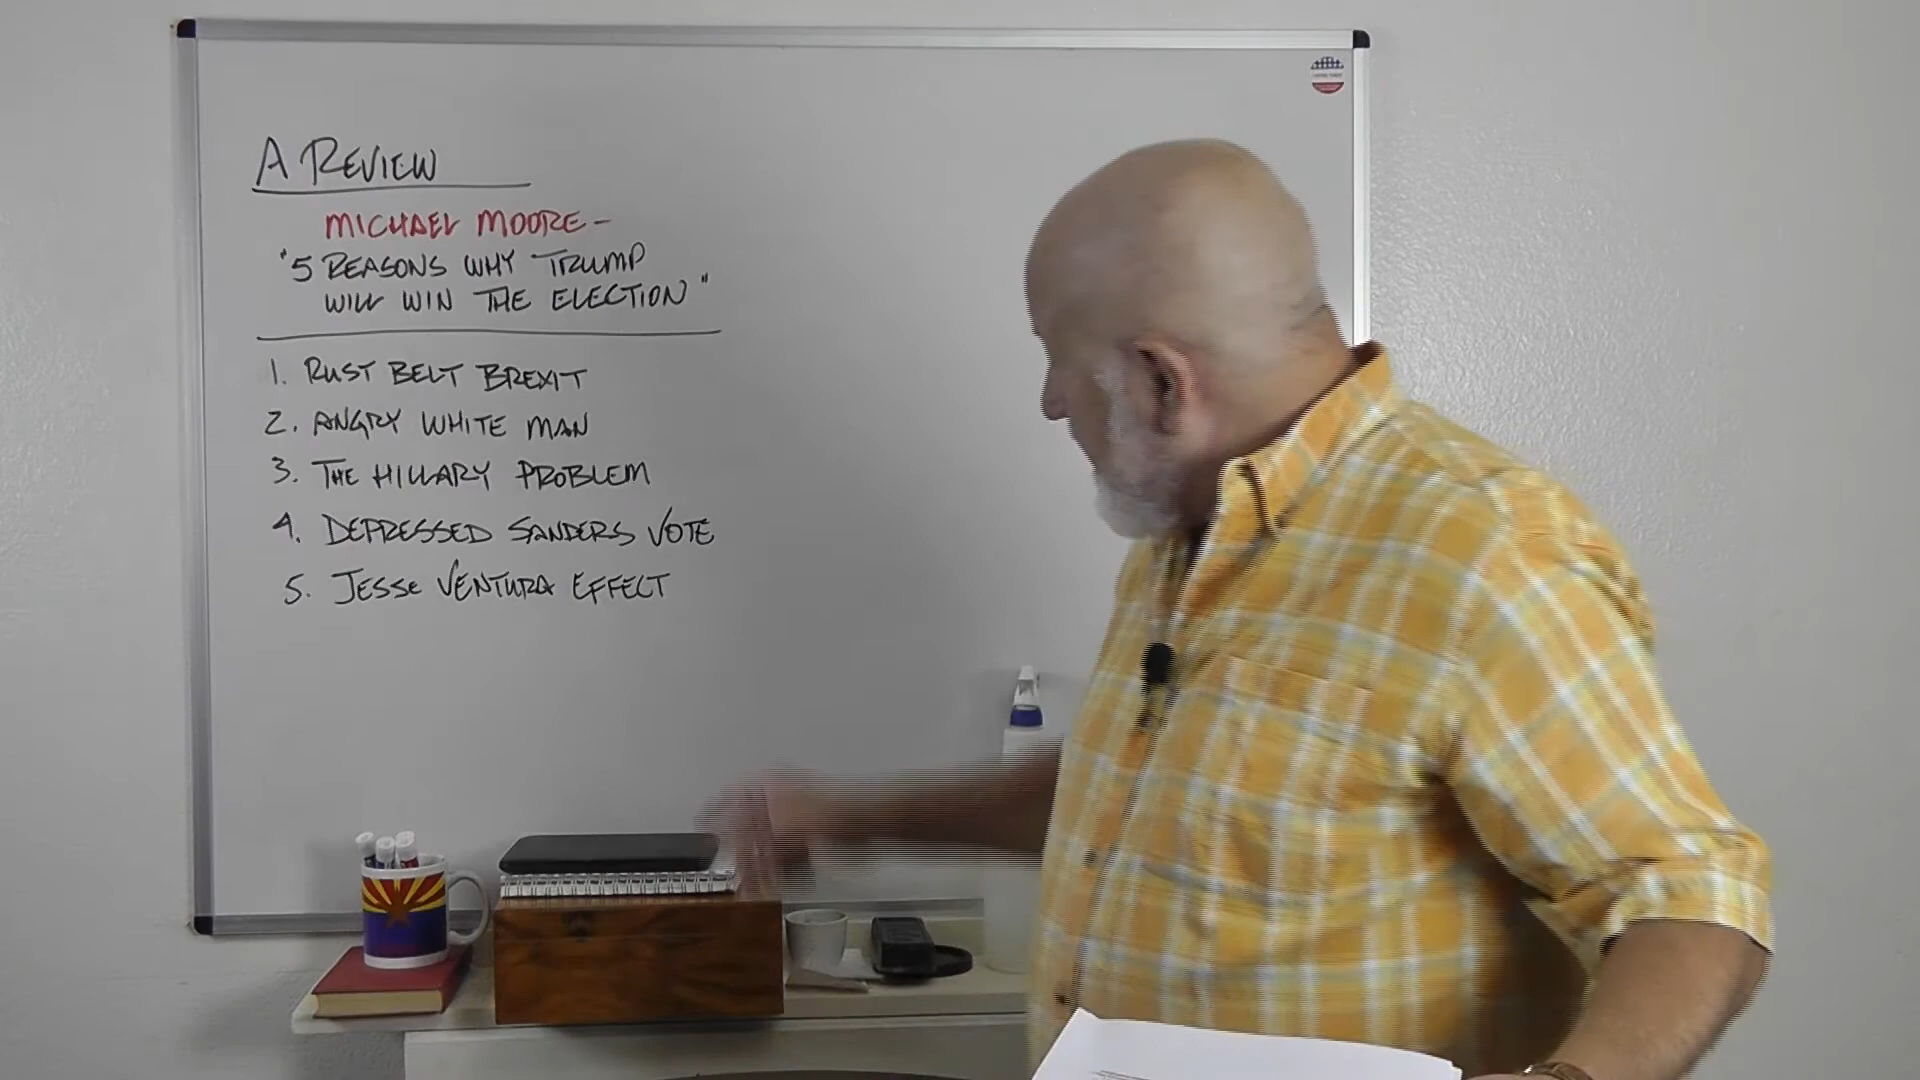 A REVIEW
MICHAEL MOORE -
"5 REASONS WHY TRUMP
WILL WIN THE ELECTION"
1. RUST BELT BREXIT
2. ANGRY WHITE MAN
3. THE HILLARY PROBLEM
4. DEPRESSED SANDERS VOTE
5. JESSE VENTURA EFFECT